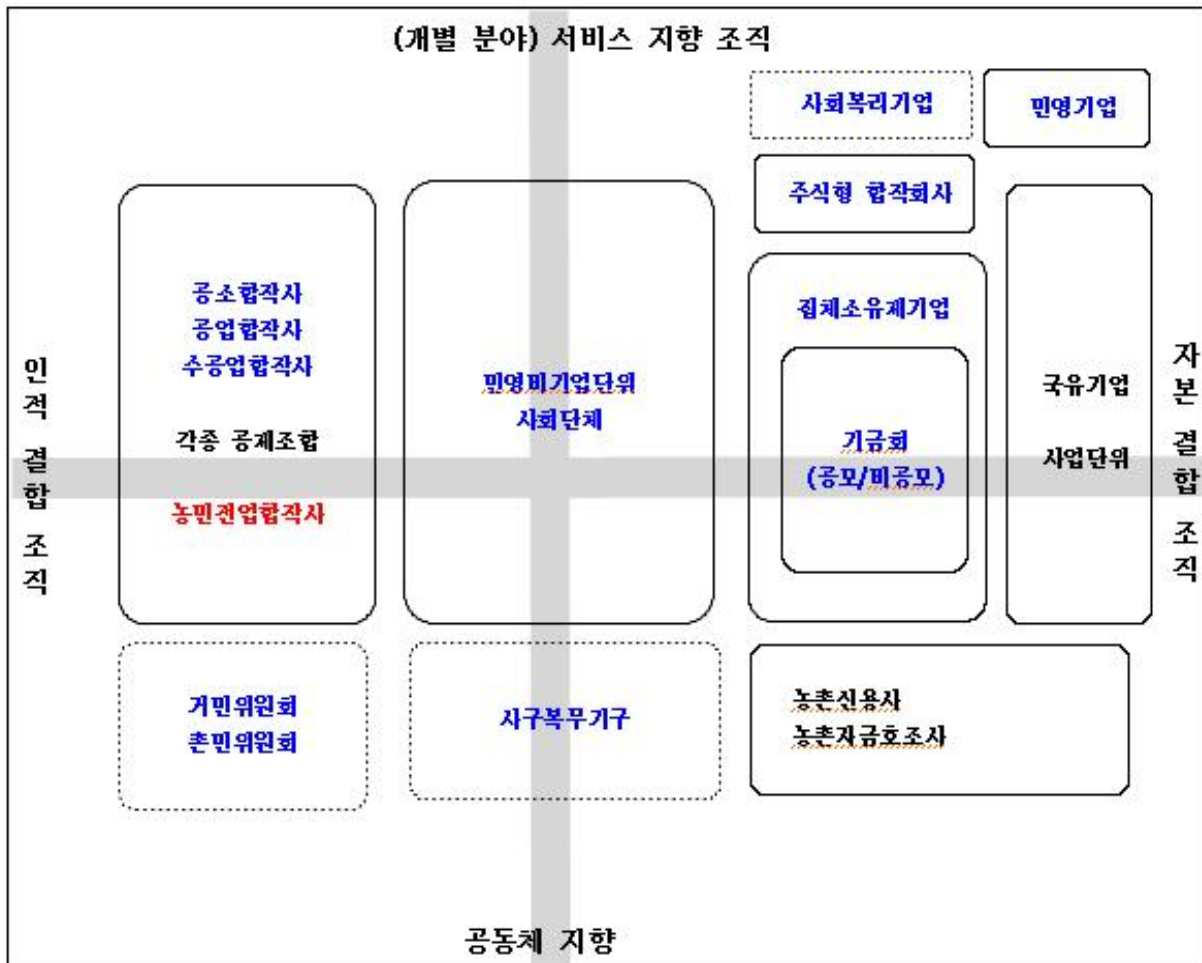 (개별 분야) 서비스 지향 조직
사회복리기업
민영기업
주식형 합작회사
공소합작사
공업합작사
수공업합작사
각종 공제조합
농민전업합작사
민영비기업단위
사회단체
집체소유제기업
기금회
(공모/비공모)
국유기업
사업단위
인적 결합 조직
자본 결합 조직
거민위원회
촌민위원회
사구복무기구
농촌신용사
농촌자금호조사
공동체 지향